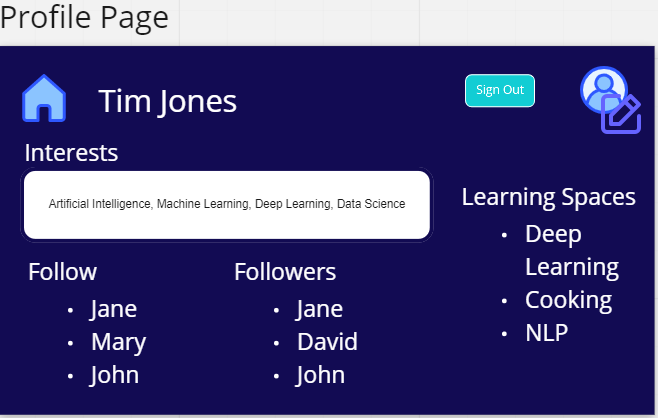 Profile Page
Tim Jones
Sign Out
Interests
Artificial Intelligence, Machine Learning, Deep Learning, Data Science
Learning Spaces
• Deep
Learning
• Cooking
• NLP
Follow
• Jane
• Mary
• John
Followers
• Jane
• David
• John